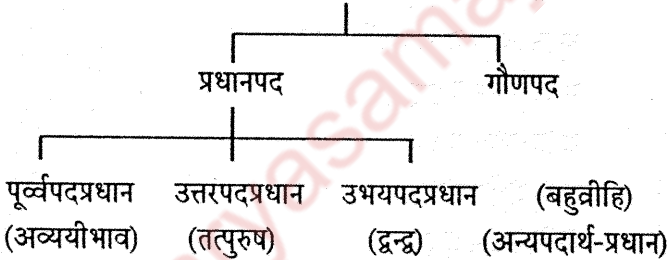 प्रधानपद गौणपद
पूर्व्वपदप्रधान उत्तरपदप्रधान उभयपदप्रधान (बहुवीहि)
(अव्ययीभाव) (तत्पुरुष) (द्वन्द्व) (अन्यपदार्थ-प्रधान)